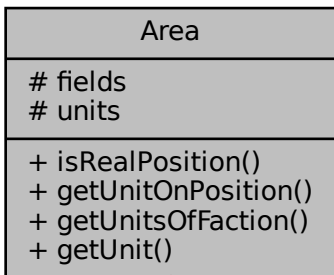 Area
# fields
# units
+ isRealPosition()
+ getUnitOnPosition()
+ getUnitsOfFaction()
+ getUnit()